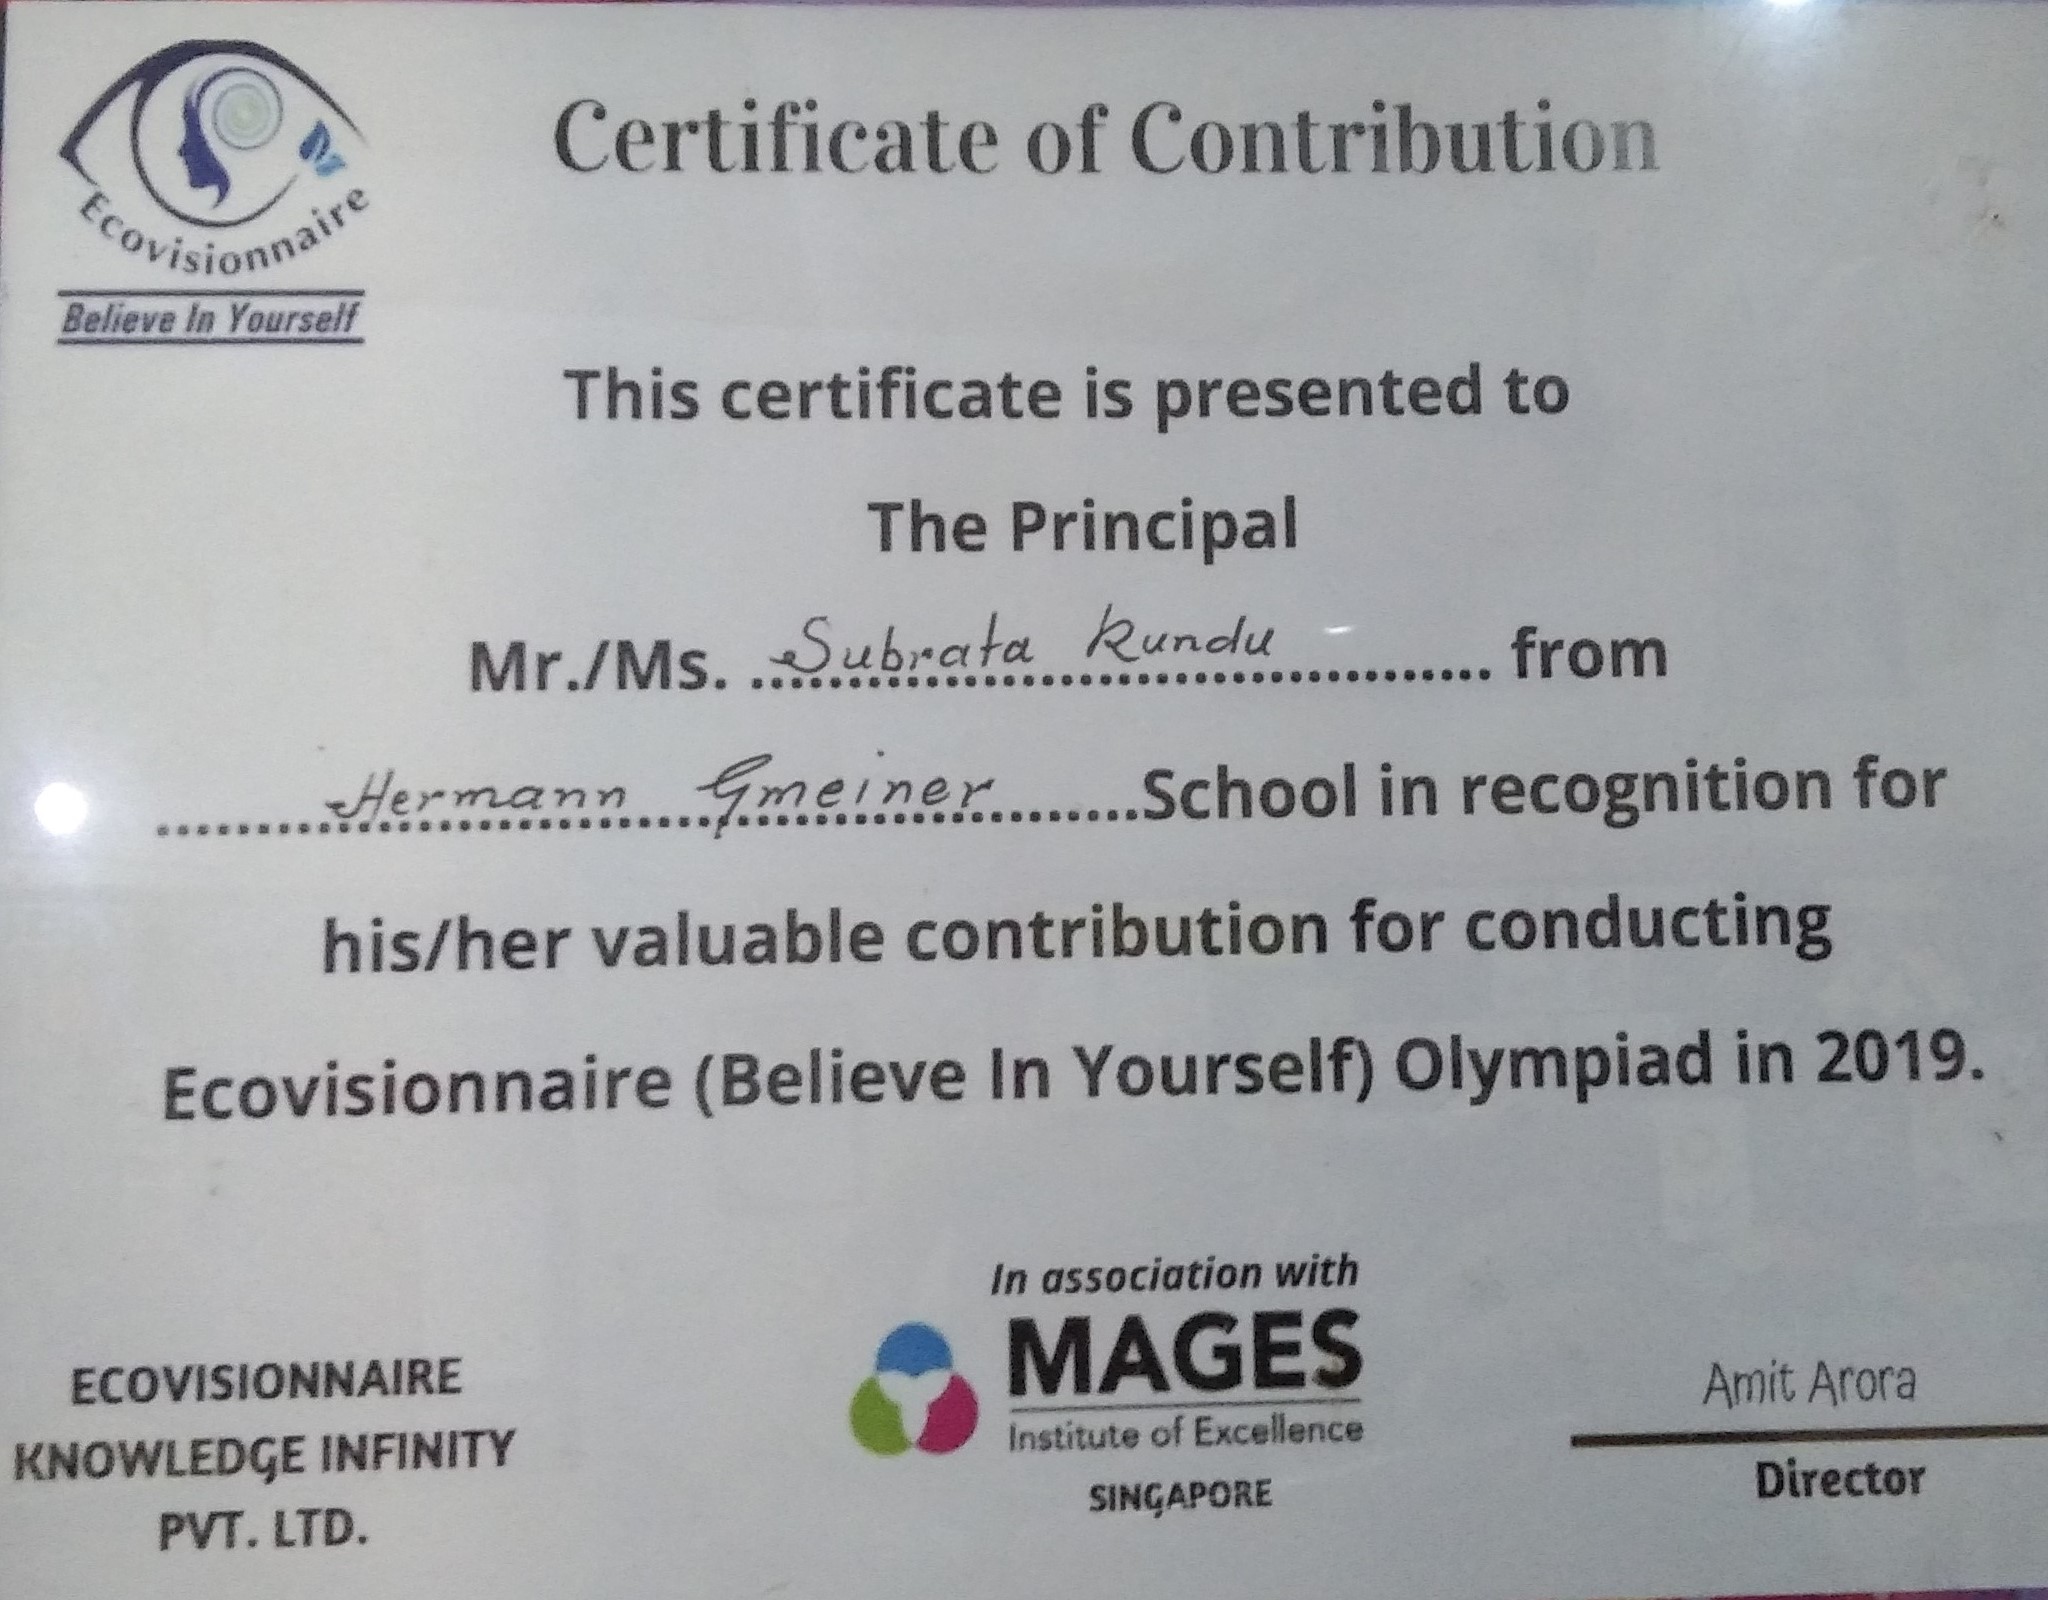 Ecovisionnaire
Believe In Yourself
Certificate of Contribution
This certificate is presented to
The Principal
Mr./Ms. Subrata Kundu from
Hermann Gmeiner School in recognition for
his/her valuable contribution for conducting
Ecovisionnaire (Believe In Yourself) Olympiad in 2019.
ECOVISIONNAIRE
KNOWLEDGE INFINITY
PVT. LTD.
In association with
MAGES
Institute of Excellence
SINGAPORE
Amit Arora
Director